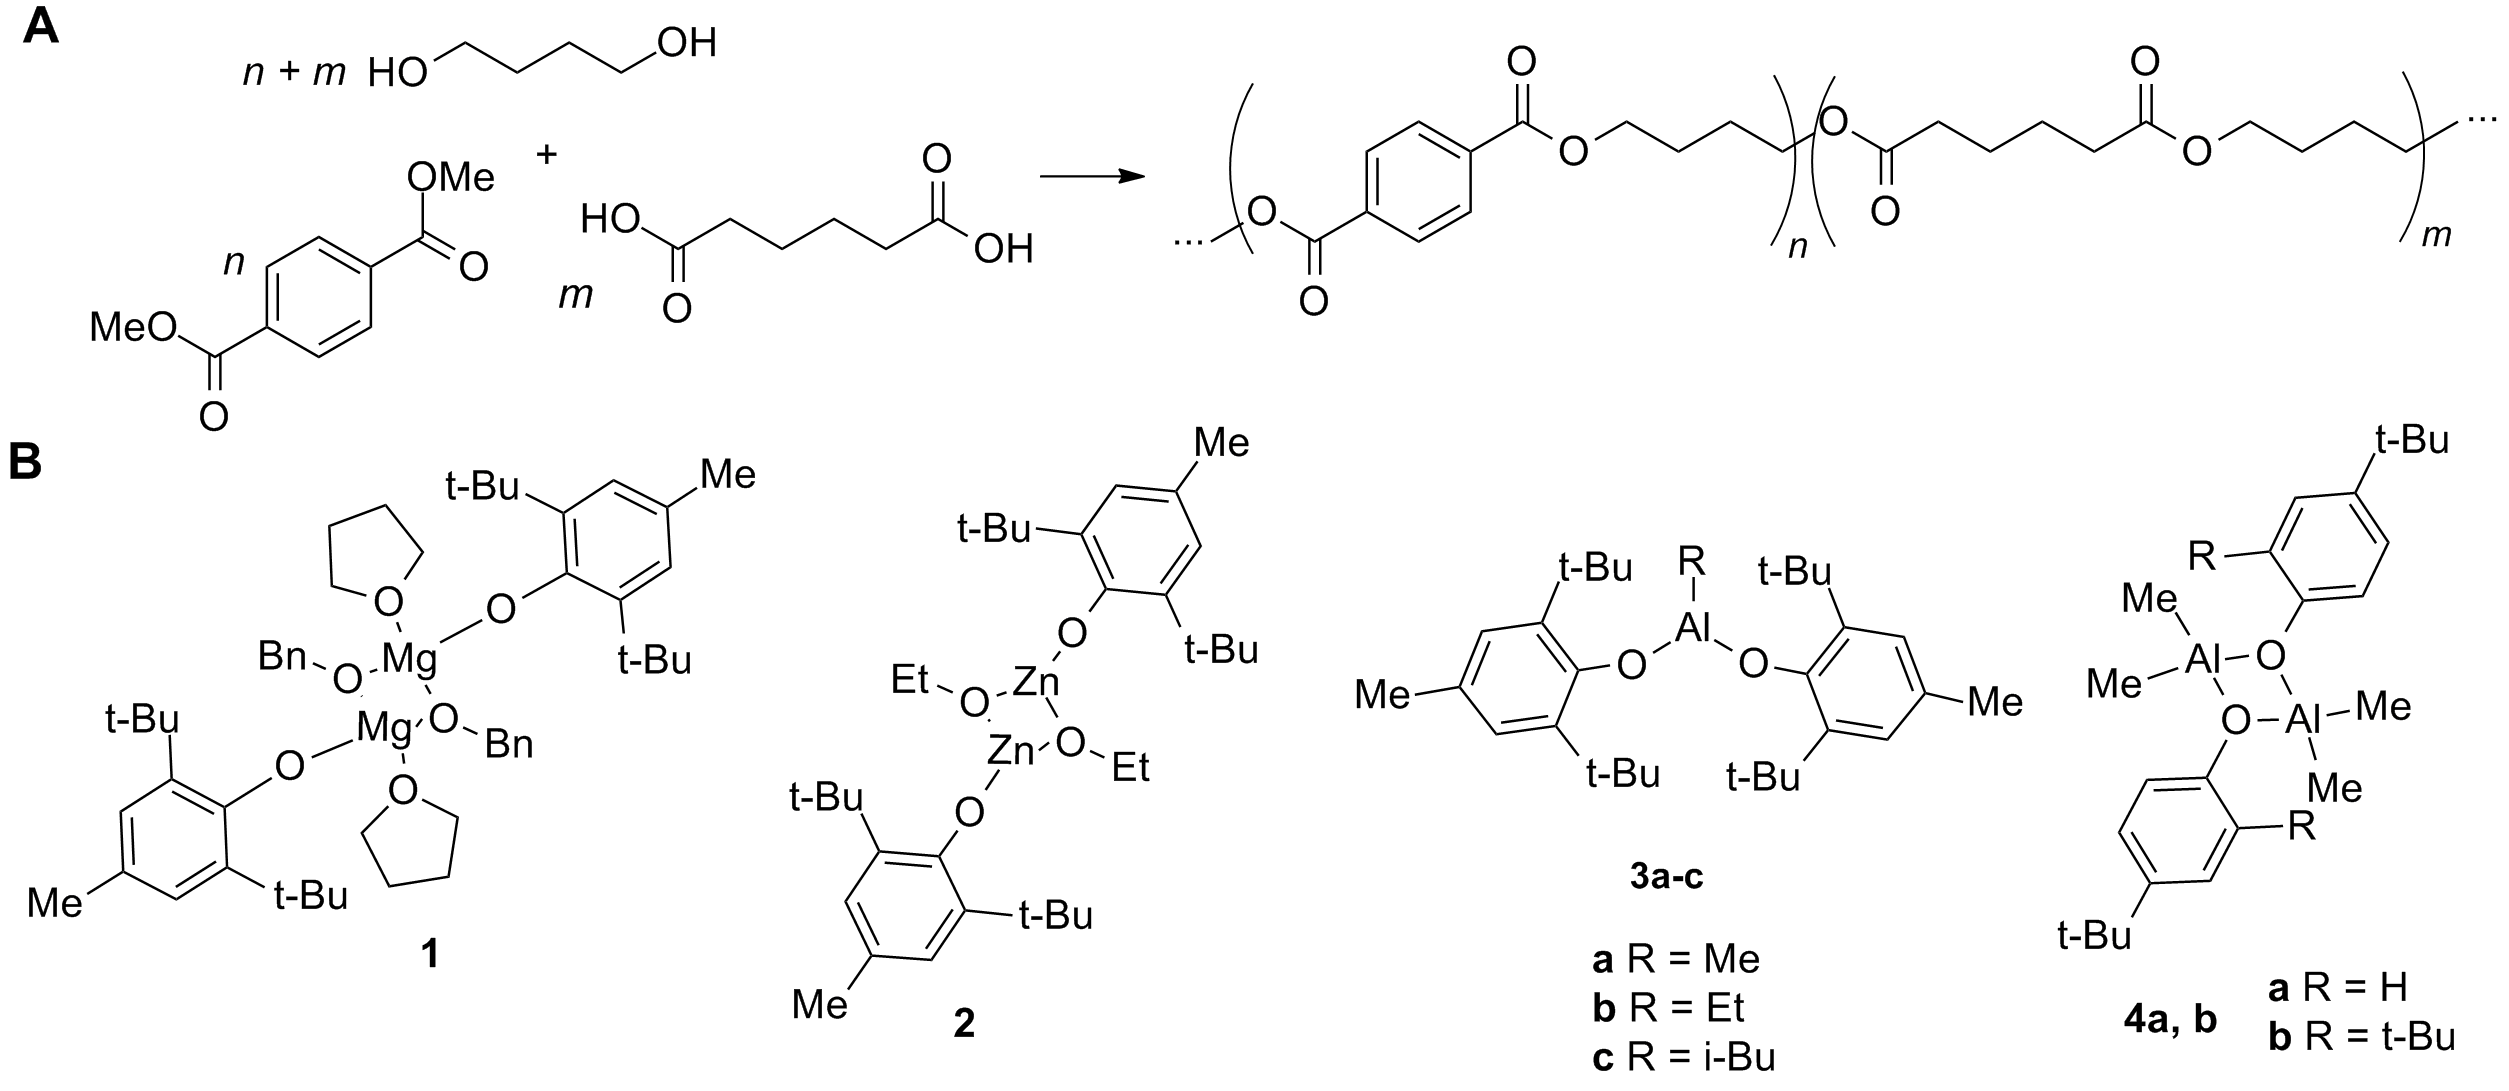 A
n + m HO OH
+
OMe
O
n
MeO
O
HO
O
OH
m
O
...
O
O
O
O
n
O
O
O
O
m
...
B
t-Bu
Me
O
O
t-Bu
Bn
O
Mg
Mg
O
Bn
t-Bu
O
O
Me
t-Bu
1
Me
t-Bu
O
t-Bu
Et
O
Zn
Zn
O
Et
t-Bu
O
t-Bu
Me
2
t-Bu
R
Al
t-Bu
O
O
Me
Me
t-Bu
t-Bu
3a-c
a R = Me
b R = Et
c R = i-Bu
t-Bu
R
Me
Al
O
Me
O
Al
Me
Me
R
t-Bu
4a, b
a R = H
b R = t-Bu